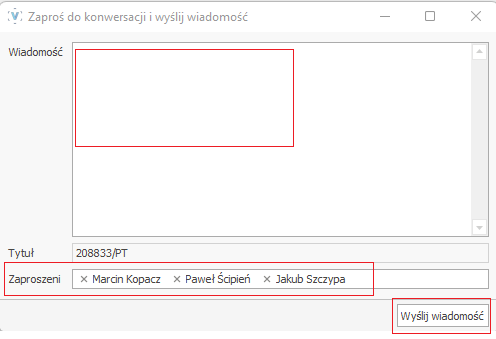 Zaproś do konwersacji i wyślij wiadomość
Wiadomość
Tytuł 208833/PT
Zaproszeni × Marcin Kopacz × Paweł Ścipień × Jakub Szczypa
Wyślij wiadomość